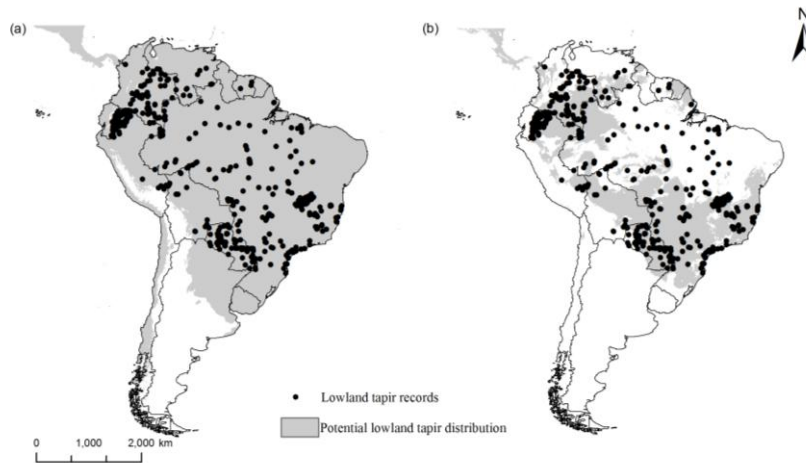 (a)
(b)
N
Lowland tapir records
Potential lowland tapir distribution
0 1,000 2,000 km